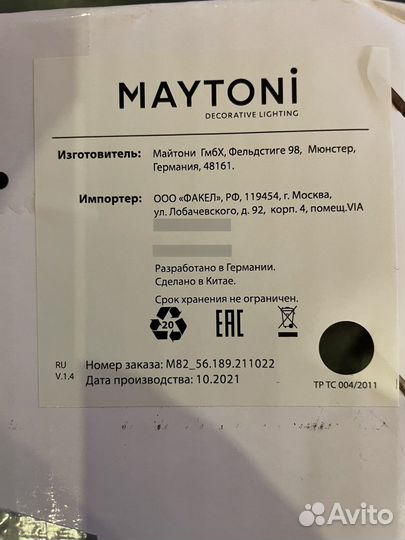 MAYTONi
DECORATIVE LIGHTING
Изготовитель: Майтони ГмбХ, Фельдстиге 98, Мюнстер,
Германия, 48161.
Импортер: ООО «ФАКЕЛ», РФ, 119454, г. Москва,
ул. Лобачевского, д. 92, корп. 4, помещ.VIA
Разработано в Германии.
Сделано в Китае.
Срок хранения не ограничен.
20
EAC
RU
V.1.4
Номер заказа: M82_56.189.211022
Дата производства: 10.2021
ТР ТС 004/2011
Avito